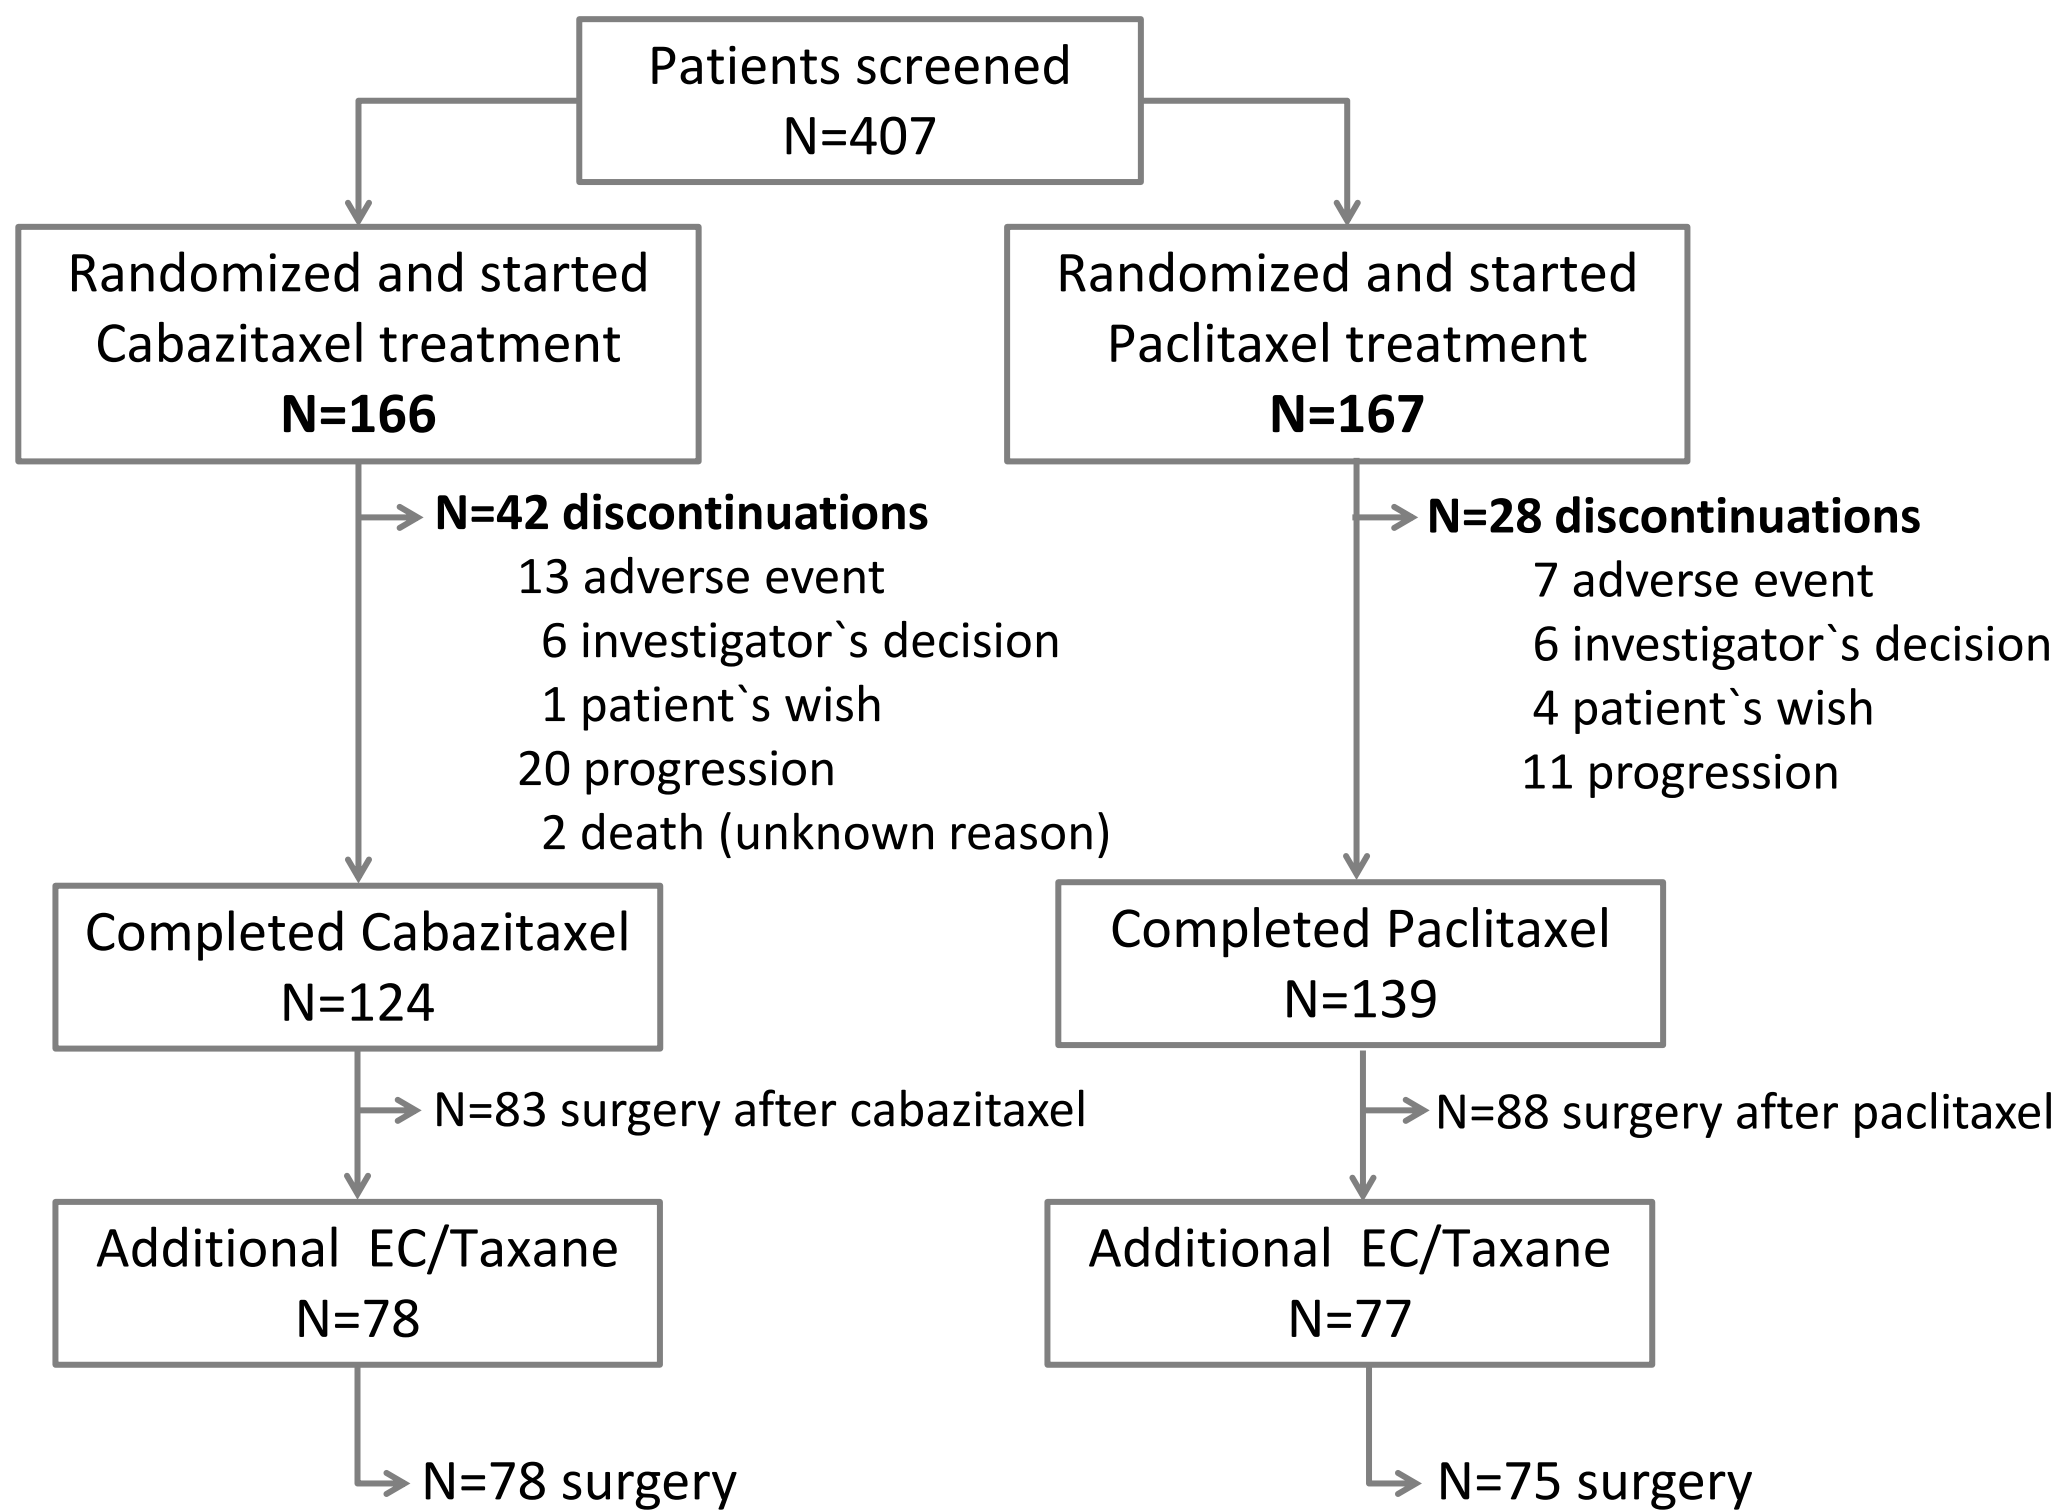 Patients screened
N=407
Randomized and started
Cabazitaxel treatment
N=166
N=42 discontinuations
13 adverse event
6 investigator`s decision
1 patient`s wish
20 progression
2 death (unknown reason)
Completed Cabazitaxel
N=124
N=83 surgery after cabazitaxel
Additional EC/Taxane
N=78
N=78 surgery
Randomized and started
Paclitaxel treatment
N=167
N=28 discontinuations
7 adverse event
6 investigator`s decision
4 patient`s wish
11 progression
Completed Paclitaxel
N=139
N=88 surgery after paclitaxel
Additional EC/Taxane
N=77
N=75 surgery